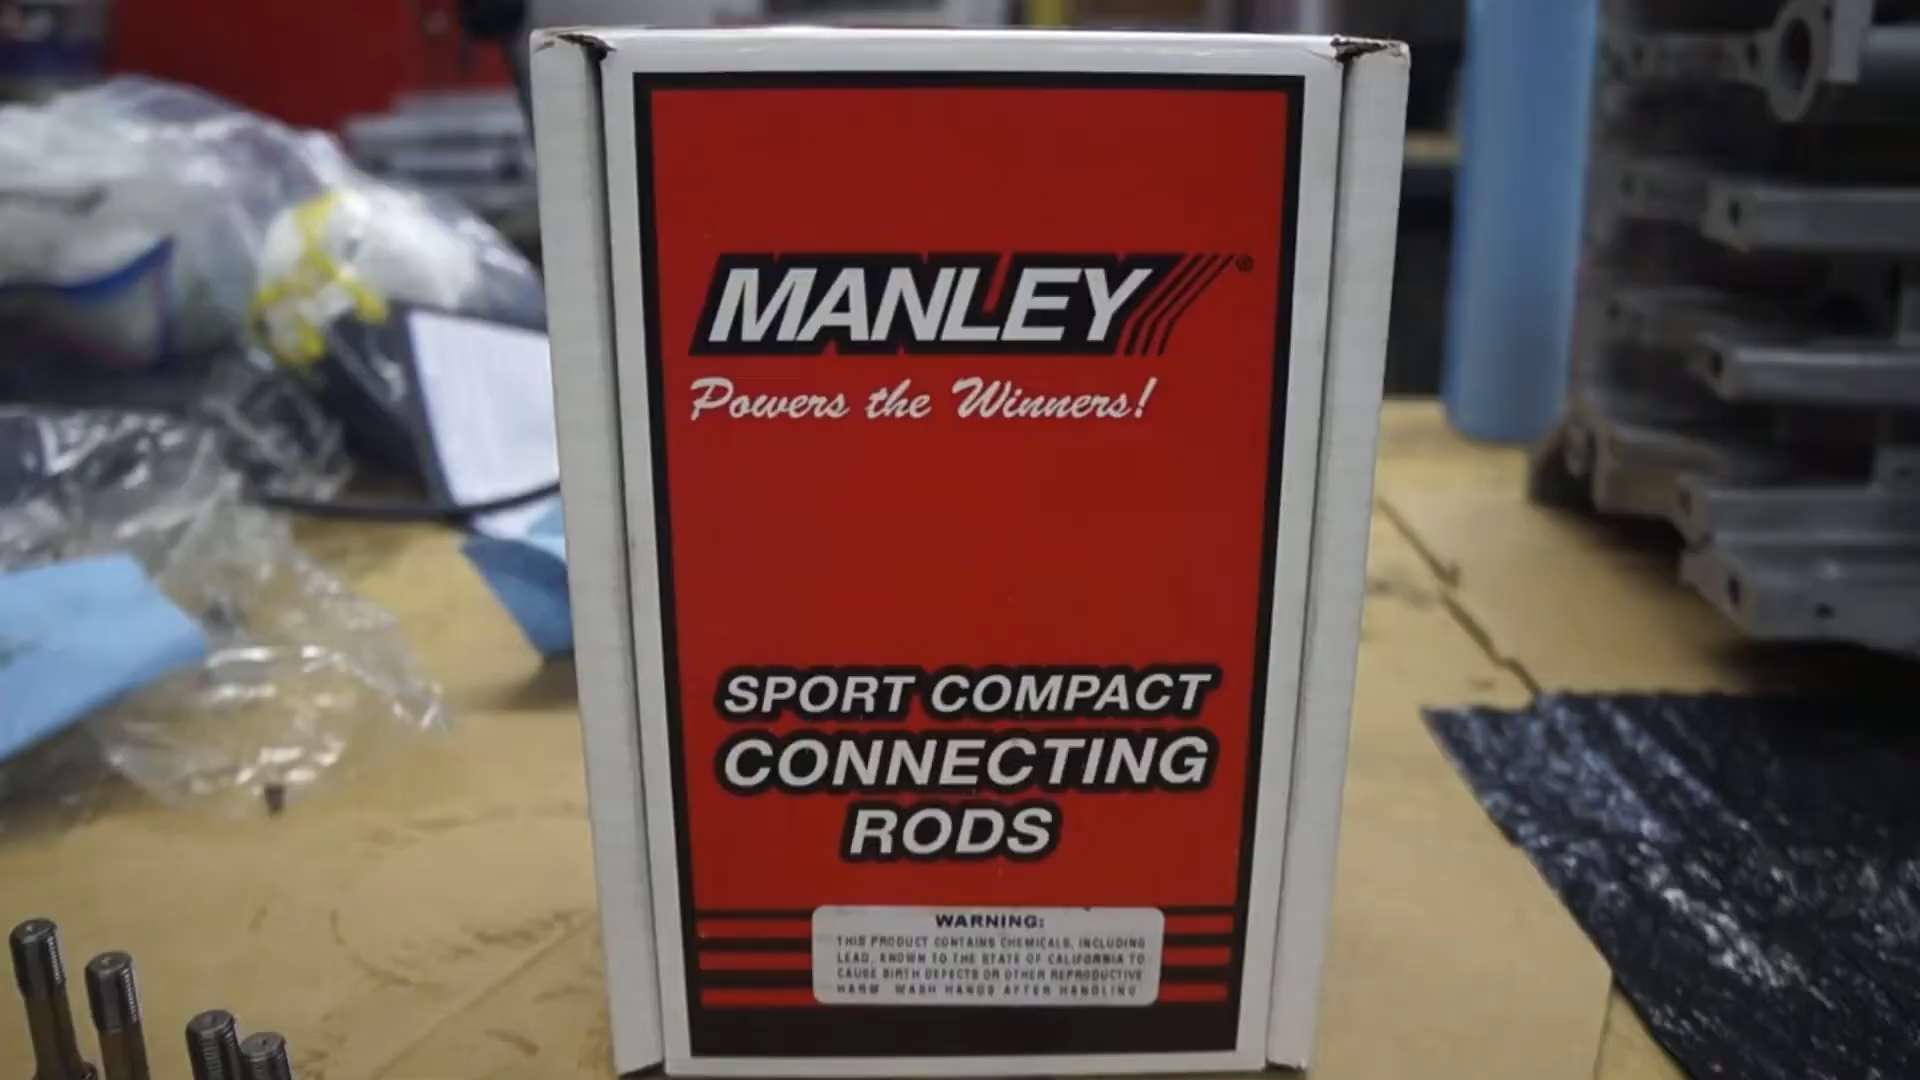 MANLEY®
Powers the Winners!
SPORT COMPACT
CONNECTING
RODS
WARNING:
THIS PRODUCT CONTAINS CHEMICALS, INCLUDING
LEAD, KNOWN TO THE STATE OF CALIFORNIA TO
CAUSE BIRTH DEFECTS OR OTHER REPRODUCTIVE
HARM WASH HANDS AFTER HANDLING